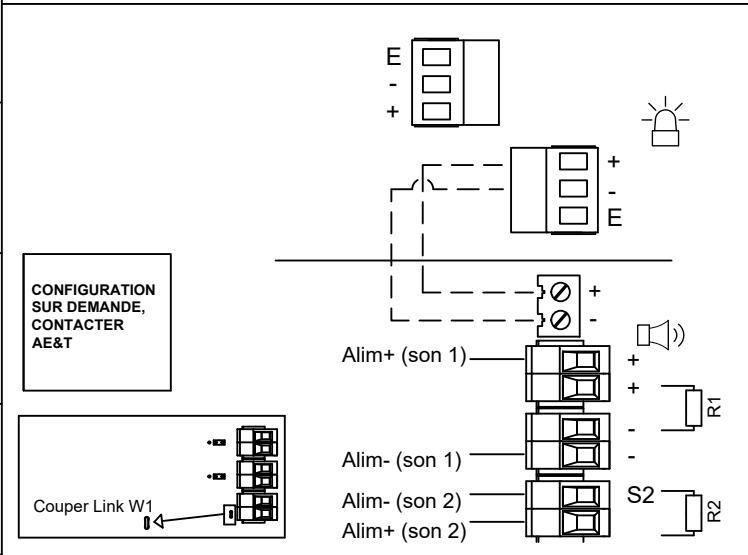 E
-
+
+
-
E
CONFIGURATION
SUR DEMANDE,
CONTACTER
AE&T
+
-
Alim+ (son 1)
+
+
R1
-
Alim- (son 1)
-
Alim- (son 2)
S2
Alim+ (son 2)
R2
Couper Link W1